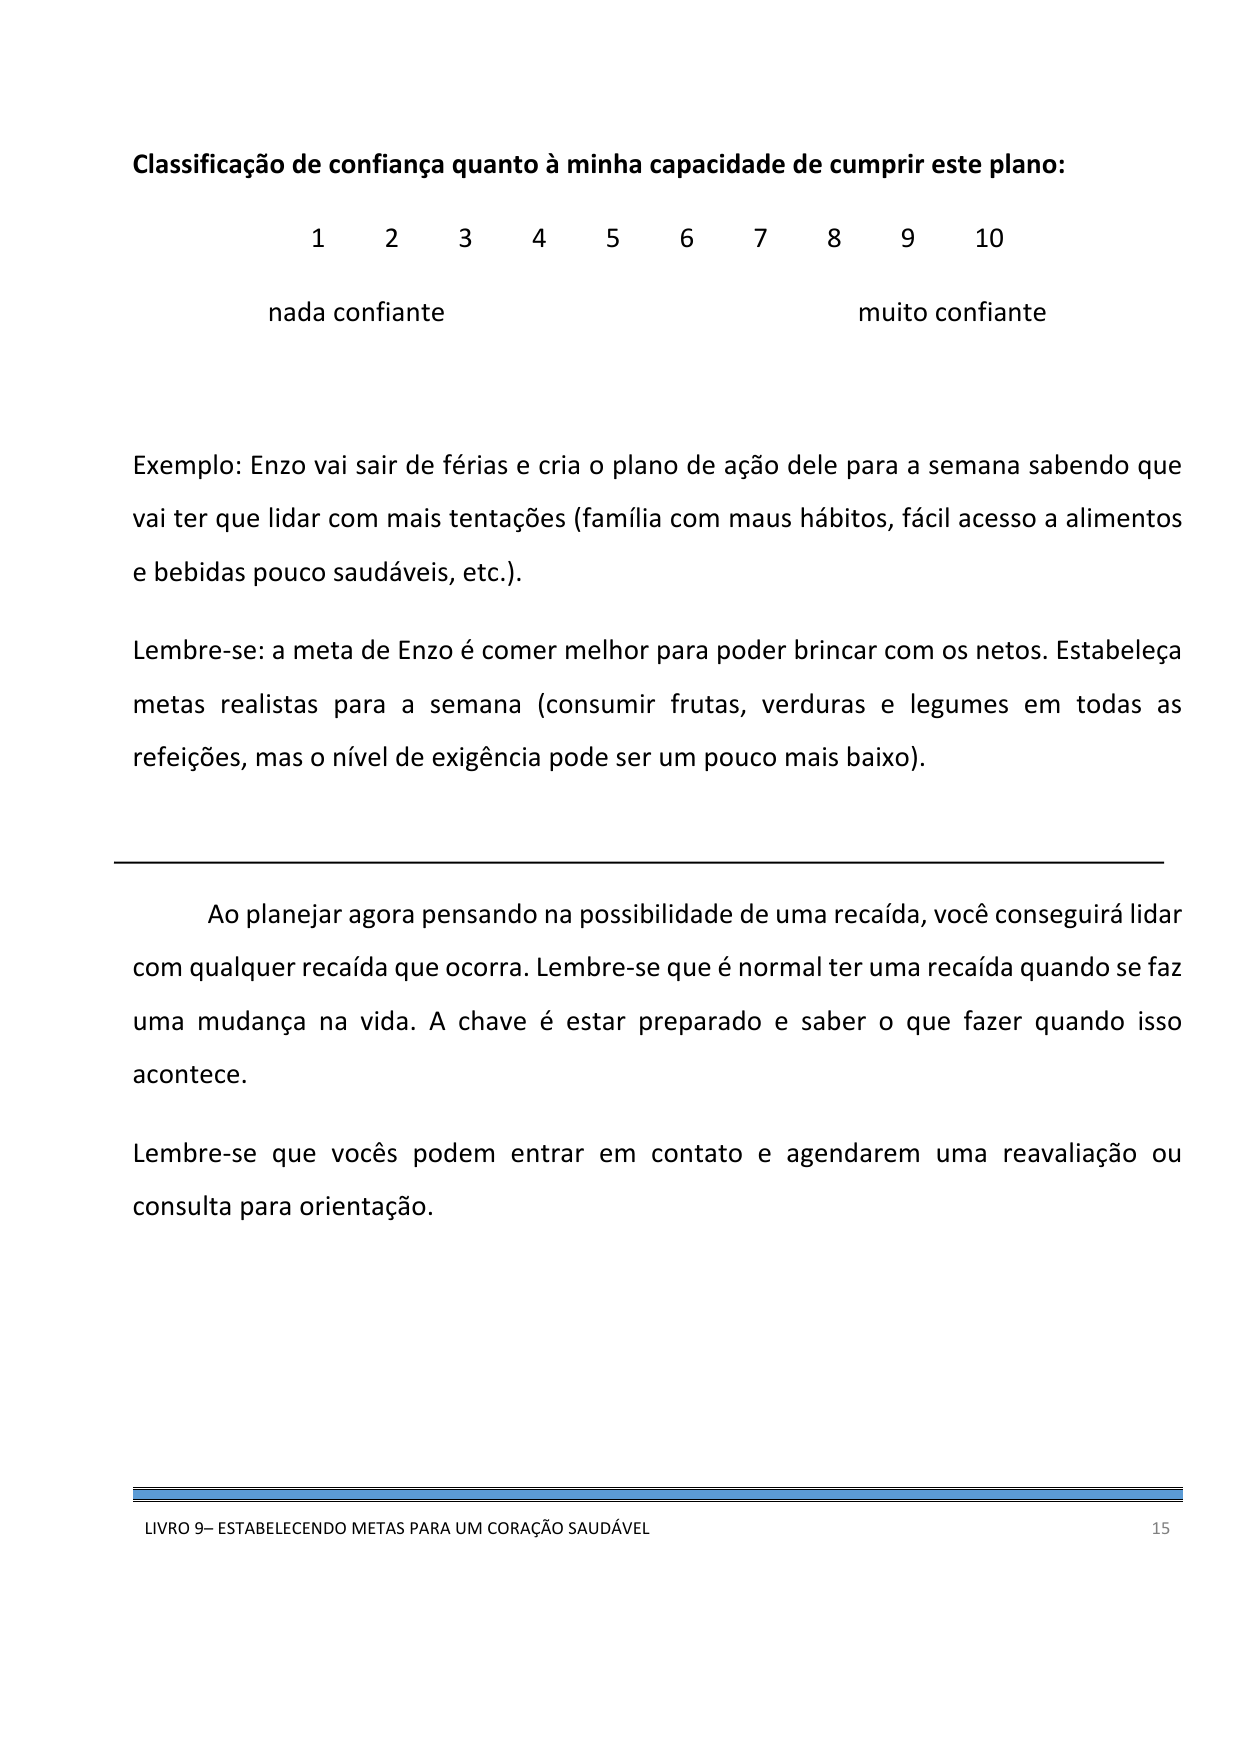 Classificação de confiança quanto à minha capacidade de cumprir este plano:
1 2 3 4 5 6 7 8 9 10
nada confiante muito confiante
Exemplo: Enzo vai sair de férias e cria o plano de ação dele para a semana sabendo que
vai ter que lidar com mais tentações (família com maus hábitos, fácil acesso a alimentos
e bebidas pouco saudáveis, etc.).
Lembre-se: a meta de Enzo é comer melhor para poder brincar com os netos. Estabeleça
metas realistas para a semana (consumir frutas, verduras e legumes em todas as
refeições, mas o nível de exigência pode ser um pouco mais baixo).
Ao planejar agora pensando na possibilidade de uma recaída, você conseguirá lidar
com qualquer recaída que ocorra. Lembre-se que é normal ter uma recaída quando se faz
uma mudança na vida. A chave é estar preparado e saber o que fazer quando isso
acontece.
Lembre-se que vocês podem entrar em contato e agendarem uma reavaliação ou
consulta para orientação.
LIVRO 9– ESTABELECENDO METAS PARA UM CORAÇÃO SAUDÁVEL 15